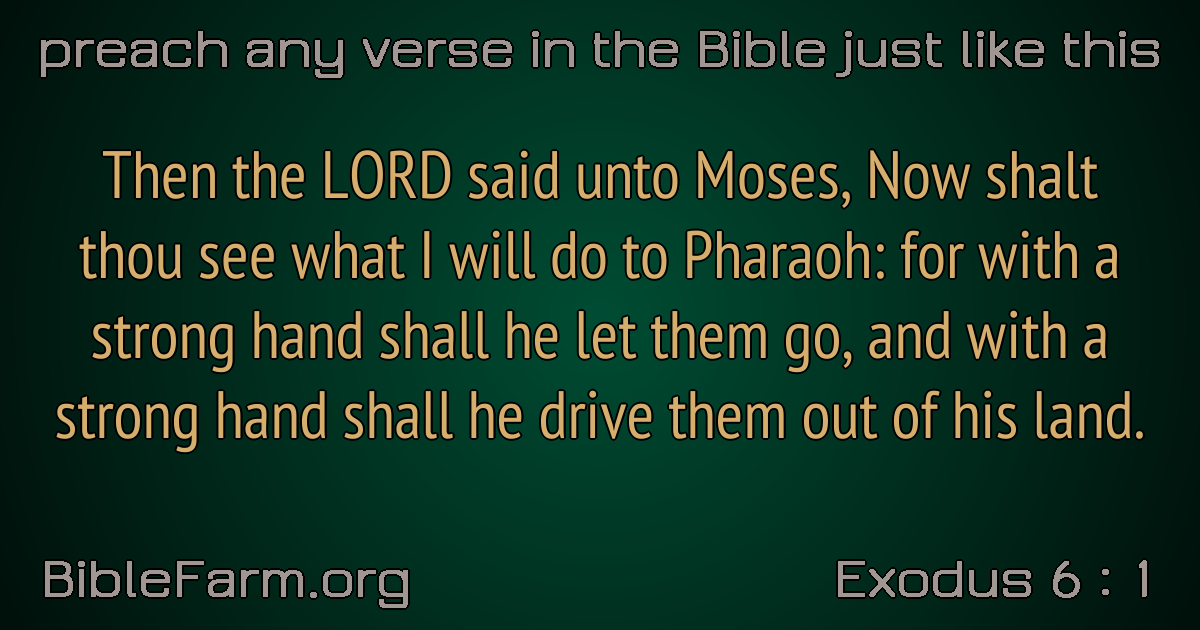 preach any verse in the Bible just like this
Then the LORD said unto Moses, Now shalt
thou see what I will do to Pharaoh: for with a
strong hand shall he let them go, and with a
strong hand shall he drive them out of his land.
BibleFarm.org
Exodus 6 : 1